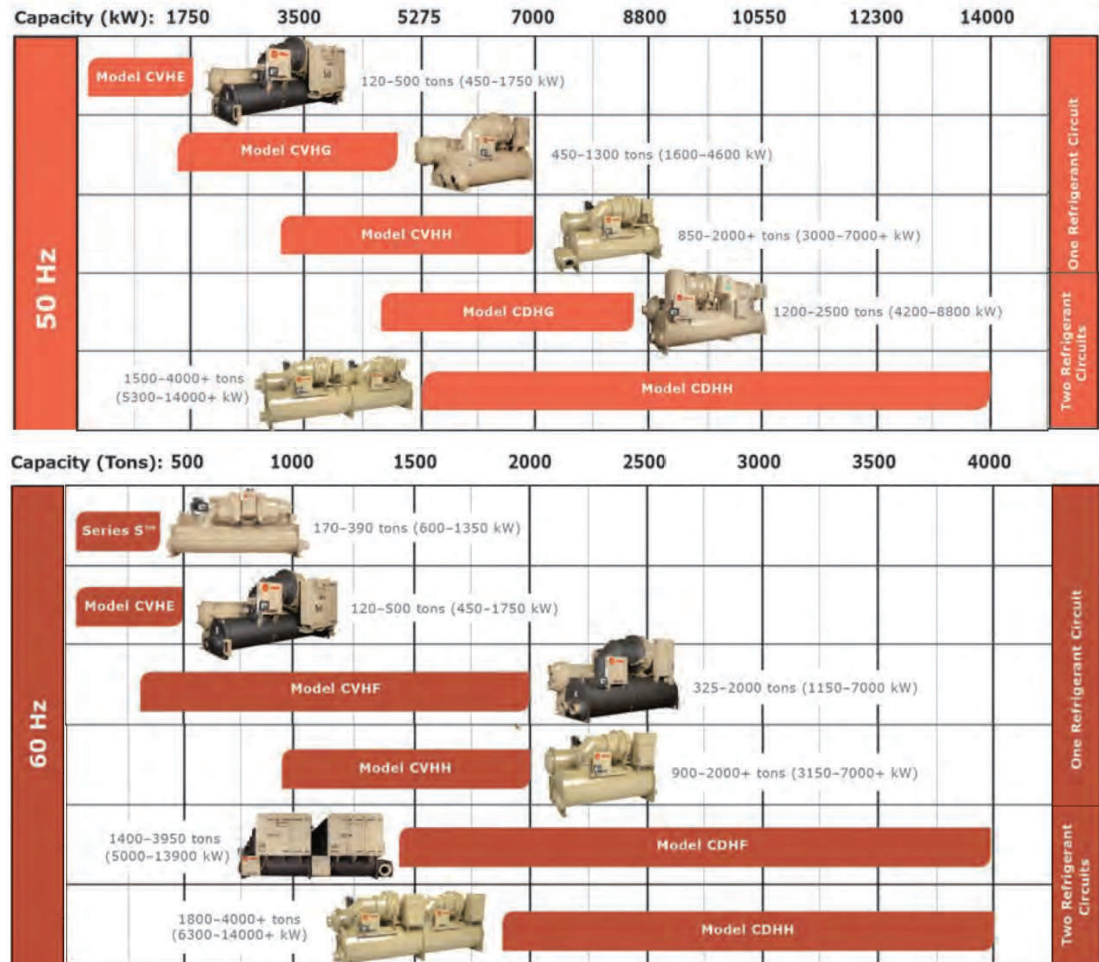 Capacity (kW): 1750 3500 5275 7000 8800 10550 12300 14000
50 Hz
One Refrigerant Circuit
Two Refrigerant
Circuits
Model CVHE
120–500 tons (450–1750 kW)
Model CVHG
450–1300 tons (1600–4600 kW)
Model CVHH
850–2000+ tons (3000–7000+ kW)
Model CDHG
1200–2500 tons (4200–8800 kW)
1500–4000+ tons
(5300–14000+ kW)
Model CDHH
Capacity (Tons): 500 1000 1500 2000 2500 3000 3500 4000
60 Hz
One Refrigerant Circuit
Two Refrigerant
Circuits
Series S™
170–390 tons (600–1350 kW)
Model CVHE
120–500 tons (450–1750 kW)
Model CVHF
325–2000 tons (1150–7000 kW)
Model CVHH
900–2000+ tons (3150–7000+ kW)
1400–3950 tons
(5000–13900 kW)
Model CDHF
1800–4000+ tons
(6300–14000+ kW)
Model CDHH